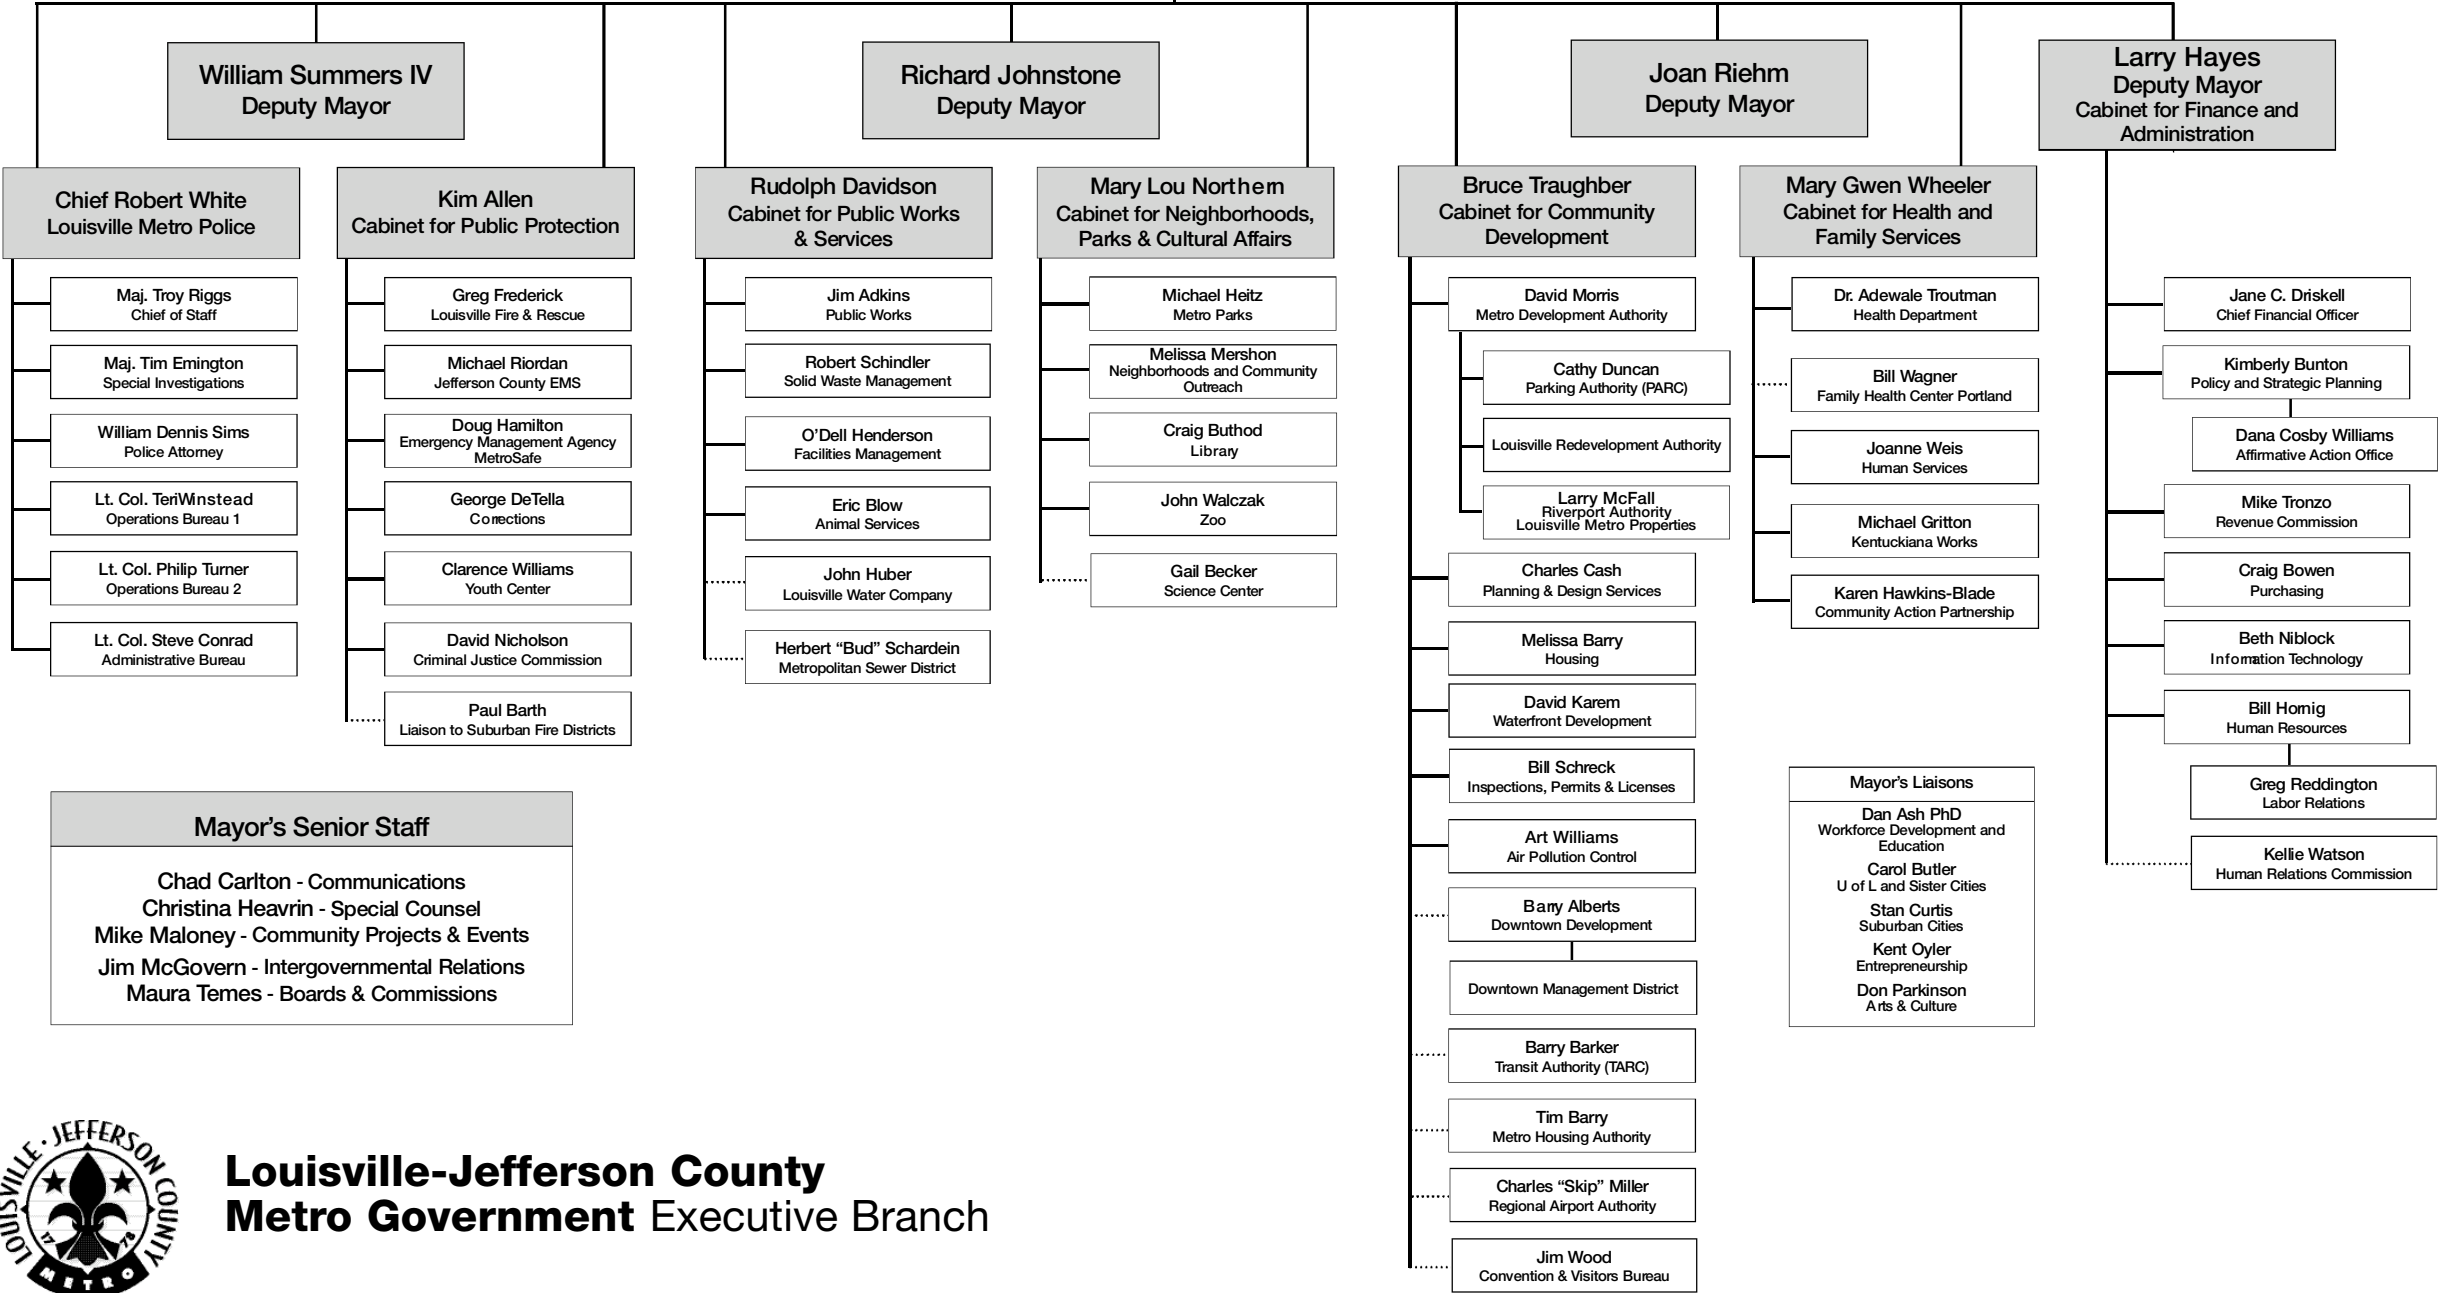 William Summers IV
Deputy Mayor
Richard Johnstone
Deputy Mayor
Joan Riehm
Deputy Mayor
Larry Hayes
Deputy Mayor
Cabinet for Finance and
Administration
Chief Robert White
Louisville Metro Police
Maj. Troy Riggs
Chief of Staff
Maj. Tim Emington
Special Investigations
William Dennis Sims
Police Attorney
Lt. Col. TeriWinstead
Operations Bureau 1
Lt. Col. Philip Turner
Operations Bureau 2
Lt. Col. Steve Conrad
Administrative Bureau
Kim Allen
Cabinet for Public Protection
Greg Frederick
Louisville Fire & Rescue
Michael Riordan
Jefferson County EMS
Doug Hamilton
Emergency Management Agency
MetroSafe
George DeTella
Corrections
Clarence Williams
Youth Center
David Nicholson
Criminal Justice Commission
Paul Barth
Liaison to Suburban Fire Districts
Rudolph Davidson
Cabinet for Public Works
& Services
Jim Adkins
Public Works
Robert Schindler
Solid Waste Management
O’Dell Henderson
Facilities Management
Eric Blow
Animal Services
John Huber
Louisville Water Company
Herbert “Bud” Schardein
Metropolitan Sewer District
Mary Lou Northern
Cabinet for Neighborhoods,
Parks & Cultural Affairs
Michael Heitz
Metro Parks
Melissa Mershon
Neighborhoods and Community
Outreach
Craig Buthod
Library
John Walczak
Zoo
Gail Becker
Science Center
Bruce Traughber
Cabinet for Community
Development
David Morris
Metro Development Authority
Cathy Duncan
Parking Authority (PARC)
Louisville Redevelopment Authority
Larry McFall
Riverport Authority
Louisville Metro Properties
Charles Cash
Planning & Design Services
Melissa Barry
Housing
David Karem
Waterfront Development
Bill Schreck
Inspections, Permits & Licenses
Art Williams
Air Pollution Control
Barry Alberts
Downtown Development
Downtown Management District
Barry Barker
Transit Authority (TARC)
Tim Barry
Metro Housing Authority
Charles “Skip” Miller
Regional Airport Authority
Jim Wood
Convention & Visitors Bureau
Mary Gwen Wheeler
Cabinet for Health and
Family Services
Dr. Adewale Troutman
Health Department
Bill Wagner
Family Health Center Portland
Joanne Weis
Human Services
Michael Gritton
Kentuckiana Works
Karen Hawkins-Blade
Community Action Partnership
Mayor’s Liaisons
Dan Ash PhD
Workforce Development and
Education
Carol Butler
U of L and Sister Cities
Stan Curtis
Suburban Cities
Kent Oyler
Entrepreneurship
Don Parkinson
Arts & Culture
Jane C. Driskell
Chief Financial Officer
Kimberly Bunton
Policy and Strategic Planning
Dana Cosby Williams
Affirmative Action Office
Mike Tronzo
Revenue Commission
Craig Bowen
Purchasing
Beth Niblock
Information Technology
Bill Hornig
Human Resources
Greg Reddington
Labor Relations
Kellie Watson
Human Relations Commission
Mayor’s Senior Staff
Chad Carlton - Communications
Christina Heavrin - Special Counsel
Mike Maloney - Community Projects & Events
Jim McGovern - Intergovernmental Relations
Maura Temes - Boards & Commissions
LOUISVILLE · JEFFERSON COUNTY
17 78
METRO
Louisville-Jefferson County
Metro Government Executive Branch